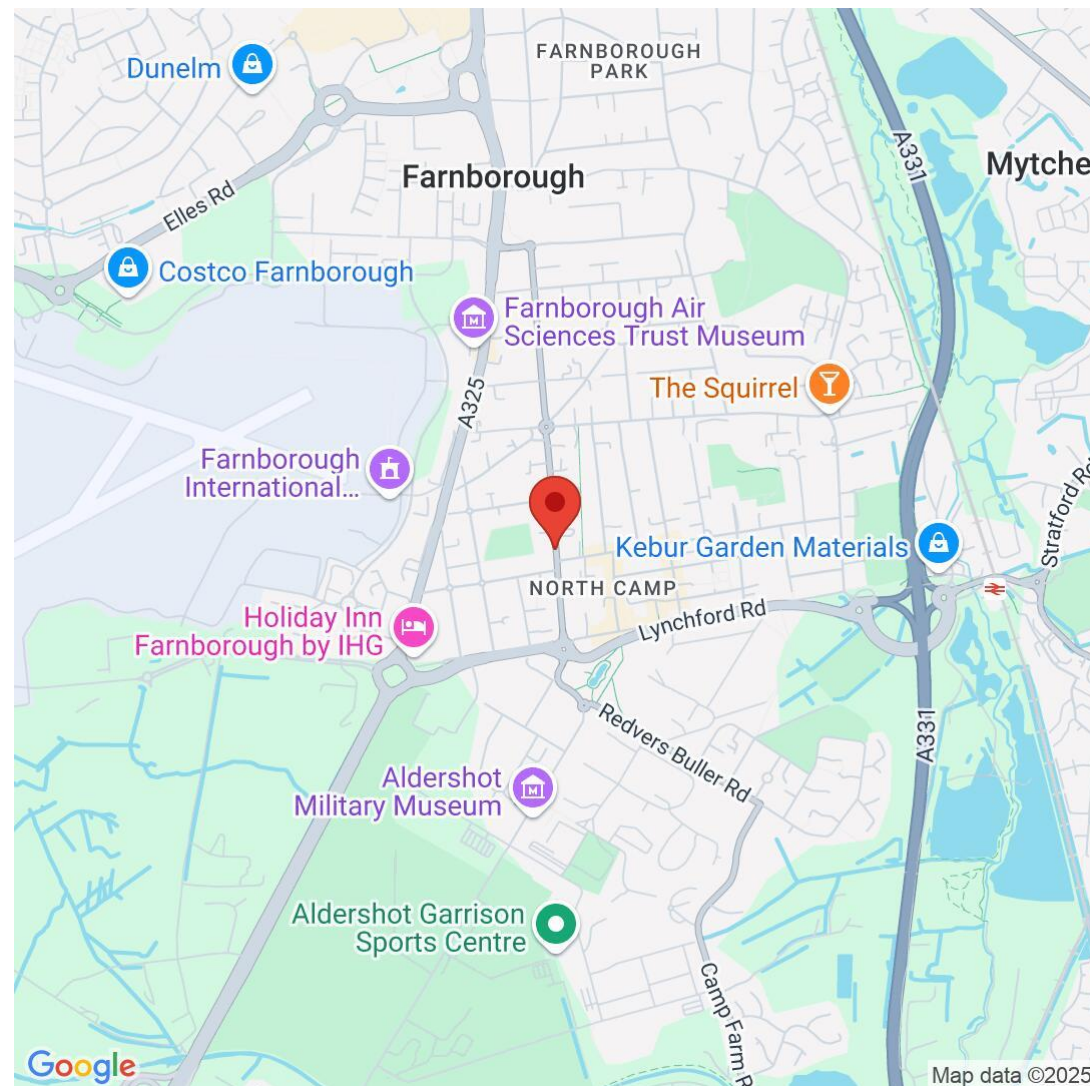 FARNBOROUGH
PARK
Dunelm
A331
Mytche
Farnborough
Elles Rd
Costco Farnborough
Farnborough Air
Sciences Trust Museum
The Squirrel
A325
Farnborough
International...
Stratford Rd
Kebur Garden Materials
NORTH CAMP
Holiday Inn
Farnborough by IHG
Lynchford Rd
Redvers Buller Rd
A331
Aldershot
Military Museum
Aldershot Garrison
Sports Centre
Camp Farm R
Google
Map data ©2025